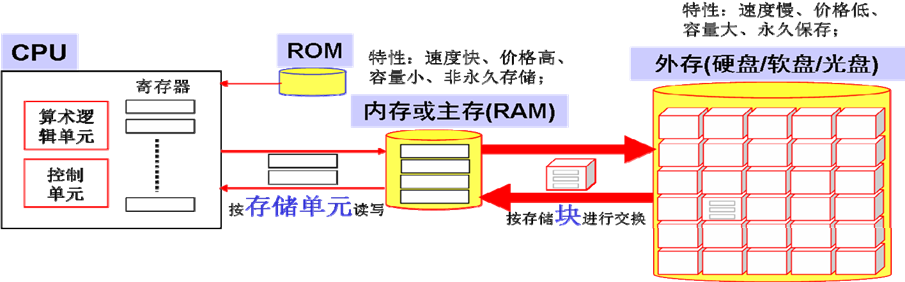 CPU
寄存器
算术逻
辑单元
控制
单元
ROM
特性：速度快、价格高、
容量小、非永久存储；
内存或主存(RAM)
按存储单元读写
特性：速度慢、价格低、
容量大、永久保存；
外存(硬盘/软盘/光盘)
按存储块进行交换